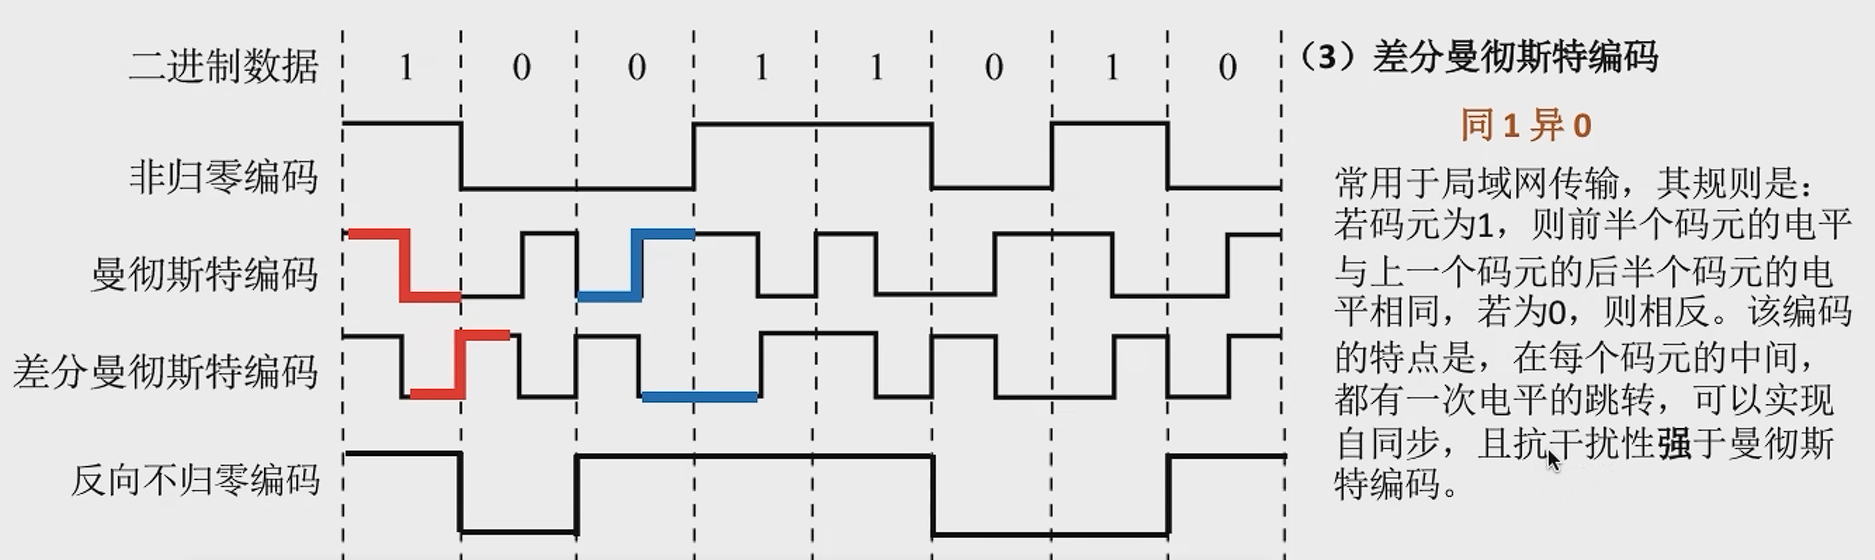 二进制数据 1 0 0 1 1 0 1 0
非归零编码
曼彻斯特编码
差分曼彻斯特编码
反向不归零编码
（3）差分曼彻斯特编码
同 1 异 0
常用于局域网传输，其规则是：
若码元为1，则前半个码元的电平
与上一个码元的后半个码元的电
平相同，若为0，则相反。该编码
的特点是，在每个码元的中间，
都有一次电平的跳转，可以实现
自同步，且抗干扰性强于曼彻斯
特编码。